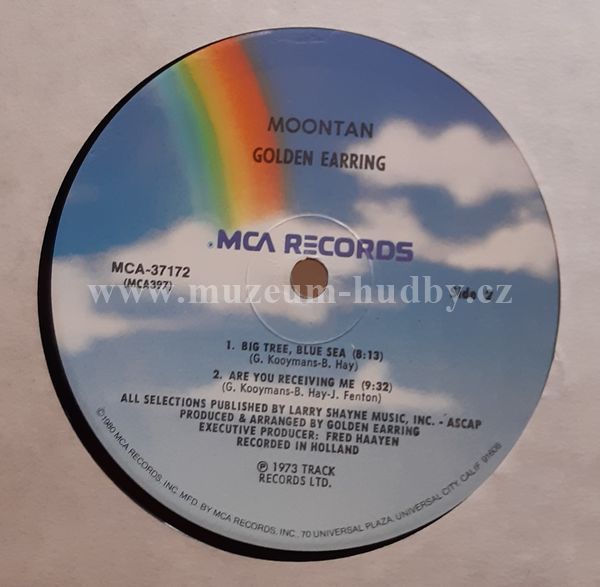 MOONTAN
GOLDEN EARRING
MCA RECORDS
MCA-37172
(MCA397)
Side 2
www.muzeum-hudby.cz
1. BIG TREE, BLUE SEA (8:13)
(G. Kooymans-B. Hay)
2. ARE YOU RECEIVING ME (9:32)
(G. Kooymans-B. Hay-J. Fenton)
ALL SELECTIONS PUBLISHED BY LARRY SHAYNE MUSIC, INC. - ASCAP
PRODUCED & ARRANGED BY GOLDEN EARRING
EXECUTIVE PRODUCER: FRED HAAYEN
RECORDED IN HOLLAND
℗ 1973 TRACK
RECORDS LTD.
©1980 MCA RECORDS, INC. MFD. BY MCA RECORDS, INC., 70 UNIVERSAL PLAZA, UNIVERSAL CITY, CALIF. 91608